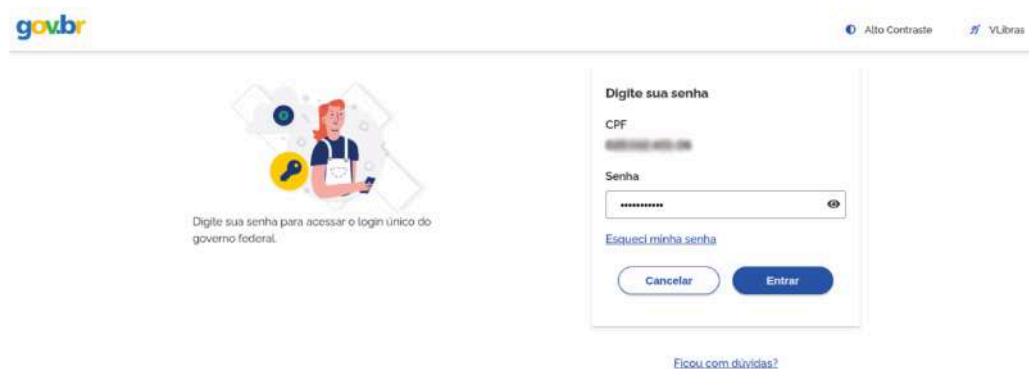 gov.br
Alto Contraste
VLibras
Digite sua senha
CPF
Senha
Esqueci minha senha
Cancelar
Entrar
Digite sua senha para acessar o login único do
governo federal.
Ficou com dúvidas?